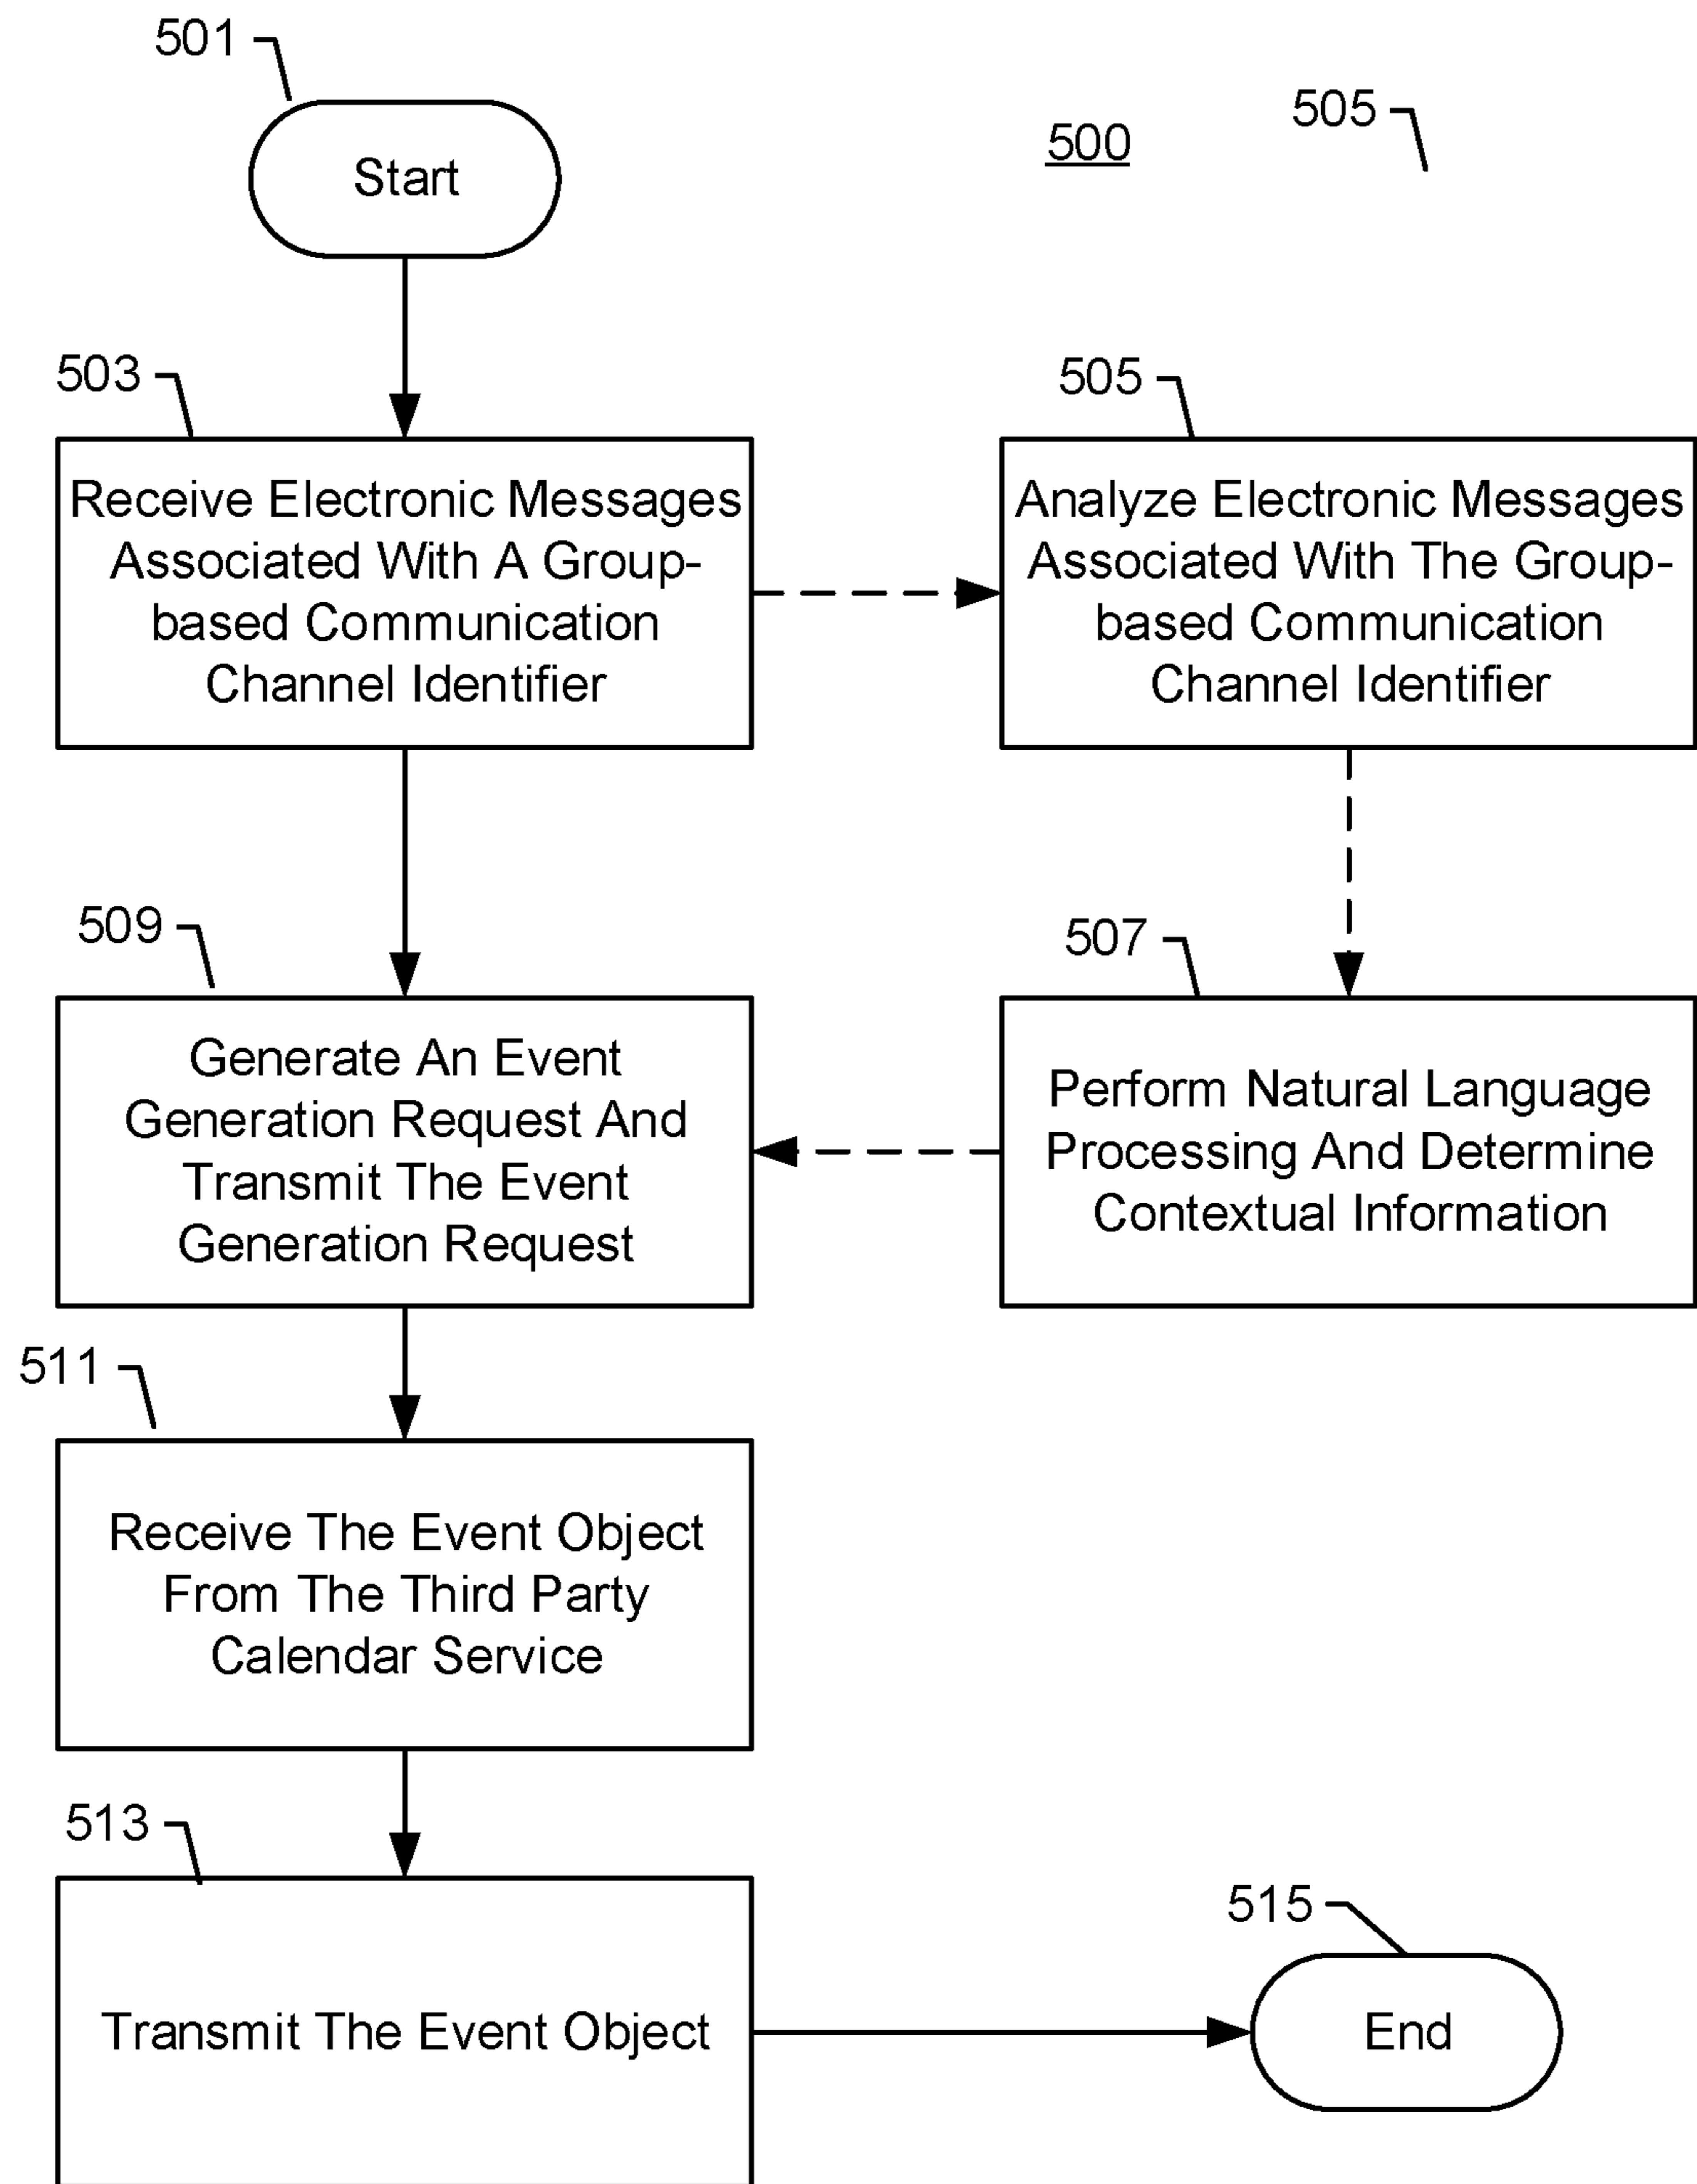 501
Start
500
505
503
Receive Electronic Messages
Associated With A Group-
based Communication
Channel Identifier
505
Analyze Electronic Messages
Associated With The Group-
based Communication
Channel Identifier
509
Generate An Event
Generation Request And
Transmit The Event
Generation Request
507
Perform Natural Language
Processing And Determine
Contextual Information
511
Receive The Event Object
From The Third Party
Calendar Service
513
Transmit The Event Object
515
End